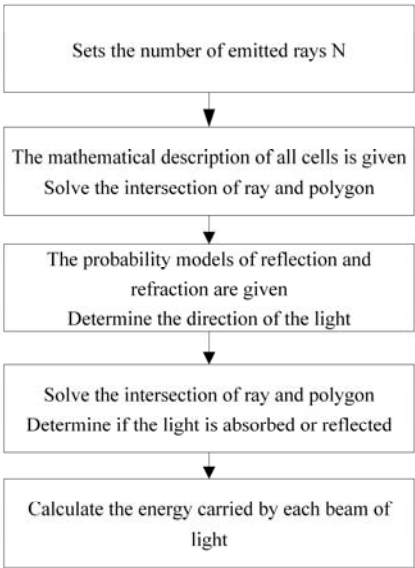 Sets the number of emitted rays N
The mathematical description of all cells is given
Solve the intersection of ray and polygon
The probability models of reflection and
refraction are given
Determine the direction of the light
Solve the intersection of ray and polygon
Determine if the light is absorbed or reflected
Calculate the energy carried by each beam of
light